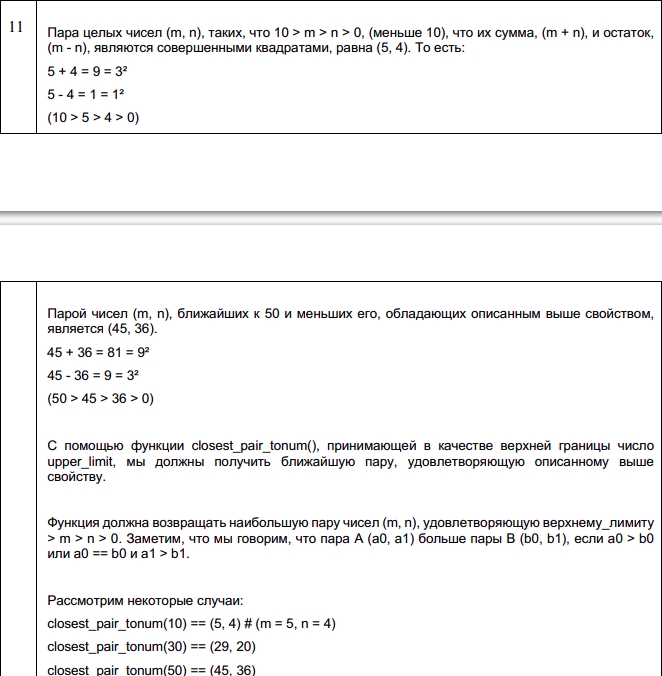 11
Пара целых чисел (m, n), таких, что 10 > m > n > 0, (меньше 10), что их сумма, (m + n), и остаток,
(m - n), являются совершенными квадратами, равна (5, 4). То есть:
5 + 4 = 9 = 3²
5 - 4 = 1 = 1²
(10 > 5 > 4 > 0)
Парой чисел (m, n), ближайших к 50 и меньших его, обладающих описанным выше свойством,
является (45, 36).
45 + 36 = 81 = 9²
45 - 36 = 9 = 3²
(50 > 45 > 36 > 0)
С помощью функции closest_pair_tonum(), принимающей в качестве верхней границы число
upper_limit, мы должны получить ближайшую пару, удовлетворяющую описанному выше
свойству.
Функция должна возвращать наибольшую пару чисел (m, n), удовлетворяющую верхнему_лимиту
> m > n > 0. Заметим, что мы говорим, что пара A (a0, a1) больше пары B (b0, b1), если a0 > b0
или a0 == b0 и a1 > b1.
Рассмотрим некоторые случаи:
closest_pair_tonum(10) == (5, 4) # (m = 5, n = 4)
closest_pair_tonum(30) == (29, 20)
closest_pair_tonum(50) == (45, 36)